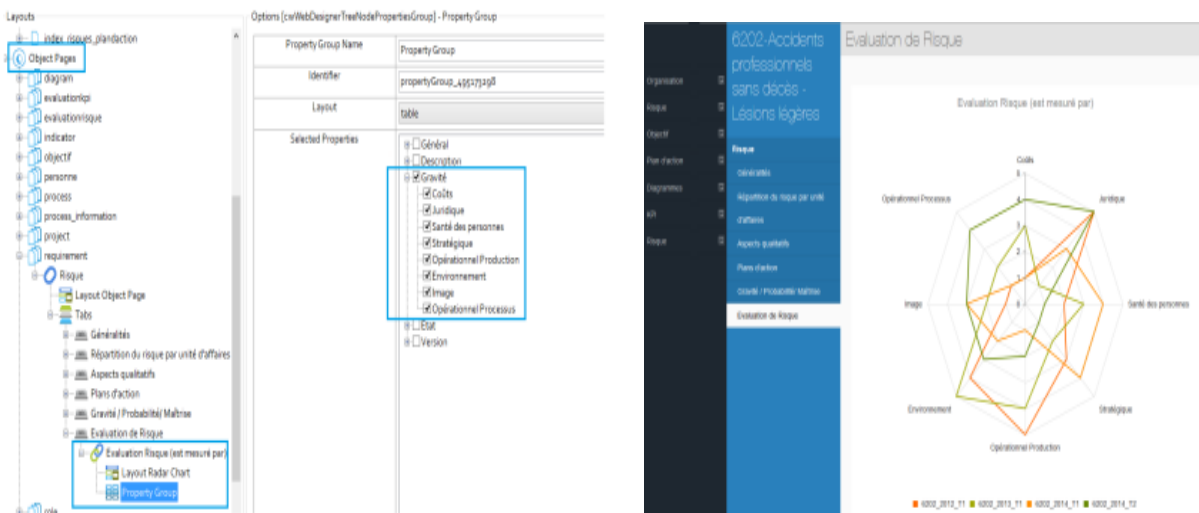 Layouts
index_risques_plandaction
Object Pages
diagram
evaluationkpi
evaluationrisque
indicator
objectif
personne
process
process_information
project
requirement
Risque
Layout Object Page
Tabs
Généralités
Répartition du risque par unité d'affaires
Aspects qualitatifs
Plans d'action
Gravité / Probabilité/ Maîtrise
Evaluation de Risque
Evaluation Risque (est mesuré par)
Layout Radar Chart
Property Group
role
Options [cwWebDesignerTreeNodePropertiesGroup] - Property Group
Property Group Name
Property Group
Identifier
propertyGroup_495173298
Layout
table
Selected Properties
Général
Description
Gravité
Coûts
Juridique
Santé des personnes
Stratégique
Opérationnel Production
Environnement
Image
Opérationnel Processus
Etat
Version
Organisation
Risque
Objectif
Plan d'action
Diagrammes
KPI
Risque
6202-Accidents
professionnels
sans décès -
Lésions légères
Risque
Généralités
Répartition du risque par unité
d'affaires
Aspects qualitatifs
Plans d'action
Gravité / Probabilité/ Maîtrise
Evaluation de Risque
Evaluation de Risque
Evaluation Risque (est mesuré par)
Coûts
Juridique
Santé des personnes
Stratégique
Opérationnel Production
Environnement
Image
Opérationnel Processus
5
4
3
2
1
0
6202_2012_T1
6202_2013_T1
6202_2014_T1
6202_2014_T2